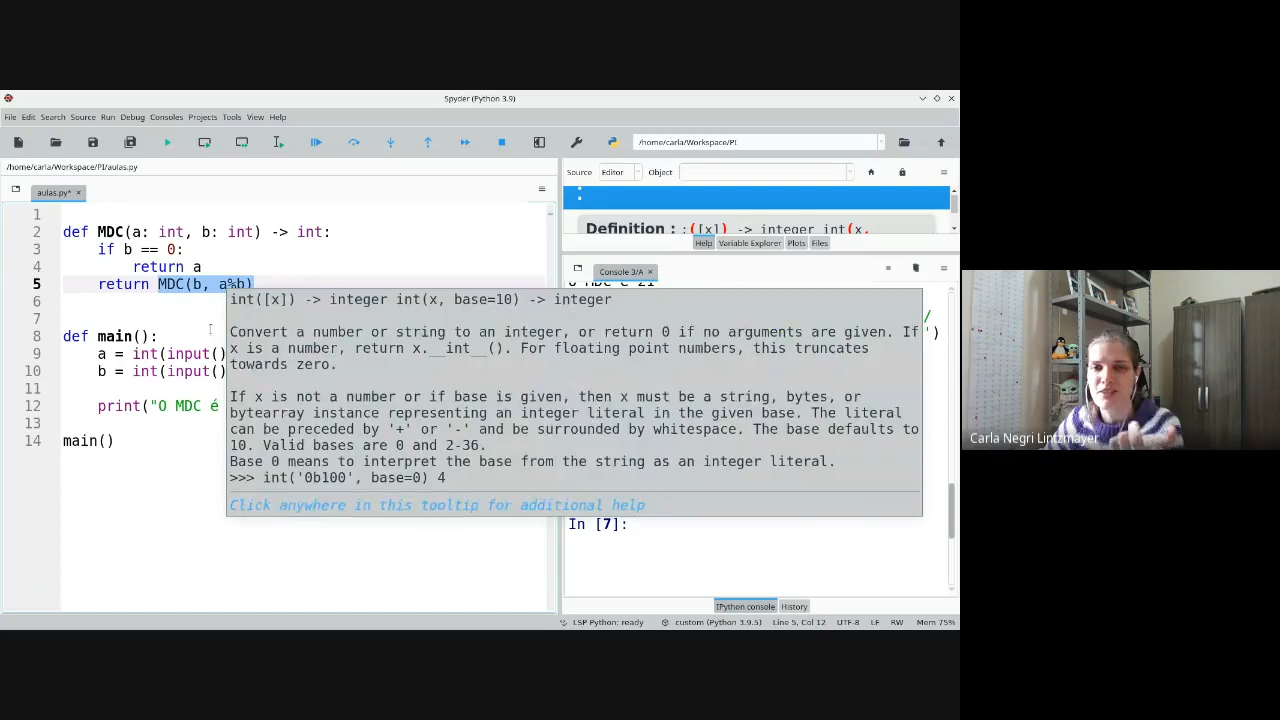 Spyder (Python 3.9)
File Edit Search Source Run Debug Consoles Projects Tools View Help
/home/carla/Workspace/PI
/home/carla/Workspace/PI/aulas.py
aulas.py*
1
2 def MDC(a: int, b: int) -> int:
3 if b == 0:
4 return a
5 return MDC(b, a%b)
6
7
8 def main():
9 a = int(input()
10 b = int(input()
11
12 print("O MDC é
13
14 main()
Source Editor Object
:
Definition : ([x]) -> integer int(x,
Help Variable Explorer Plots Files
Console 3/A
/
')
int([x]) -> integer int(x, base=10) -> integer
Convert a number or string to an integer, or return 0 if no arguments are given. If
x is a number, return x.__int__(). For floating point numbers, this truncates
towards zero.
If x is not a number or if base is given, then x must be a string, bytes, or
bytearray instance representing an integer literal in the given base. The literal
can be preceded by '+' or '-' and be surrounded by whitespace. The base defaults to
10. Valid bases are 0 and 2-36.
Base 0 means to interpret the base from the string as an integer literal.
>>> int('0b100', base=0) 4
Click anywhere in this tooltip for additional help
In [7]:
IPython console History
LSP Python: ready custom (Python 3.9.5) Line 5, Col 12 UTF-8 LF RW Mem 75%
Carla Negri Lintzmayer